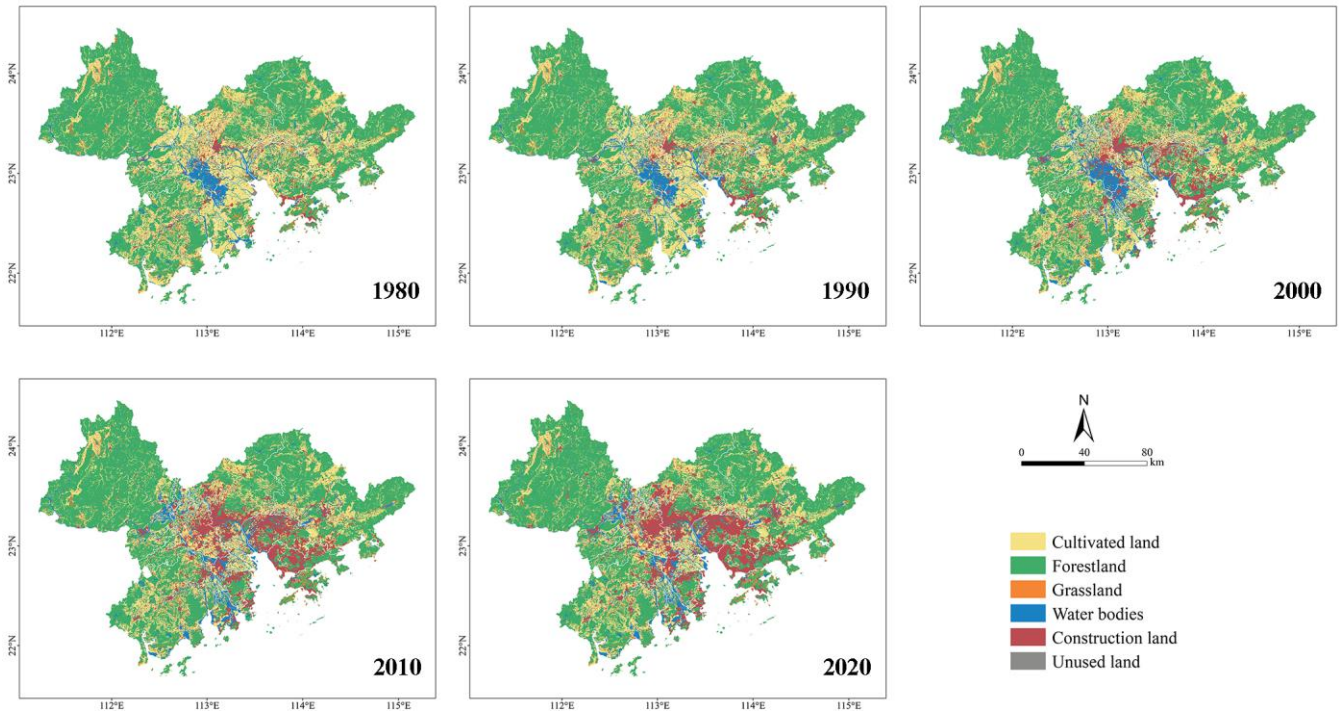 24°N
23°N
22°N
112°E 113°E 114°E 115°E
1980
24°N
23°N
22°N
112°E 113°E 114°E 115°E
1990
24°N
23°N
22°N
112°E 113°E 114°E 115°E
2000
24°N
23°N
22°N
112°E 113°E 114°E 115°E
2010
24°N
23°N
22°N
112°E 113°E 114°E 115°E
2020
N
0 40 80
km
Cultivated land
Forestland
Grassland
Water bodies
Construction land
Unused land